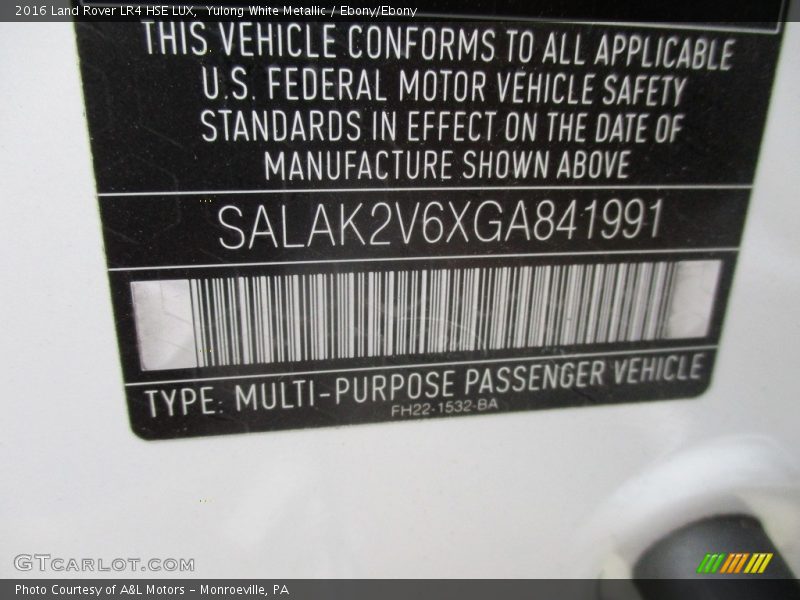 2016 Land Rover LR4 HSE LUX,  Yulong White Metallic / Ebony/Ebony
THIS VEHICLE CONFORMS TO ALL APPLICABLE
U.S. FEDERAL MOTOR VEHICLE SAFETY
STANDARDS IN EFFECT ON THE DATE OF
MANUFACTURE SHOWN ABOVE
SALAK2V6XGA841991
TYPE: MULTI-PURPOSE PASSENGER VEHICLE
FH22-1532-BA
GTCARLOT.COM
Photo Courtesy of A&L Motors - Monroeville, PA